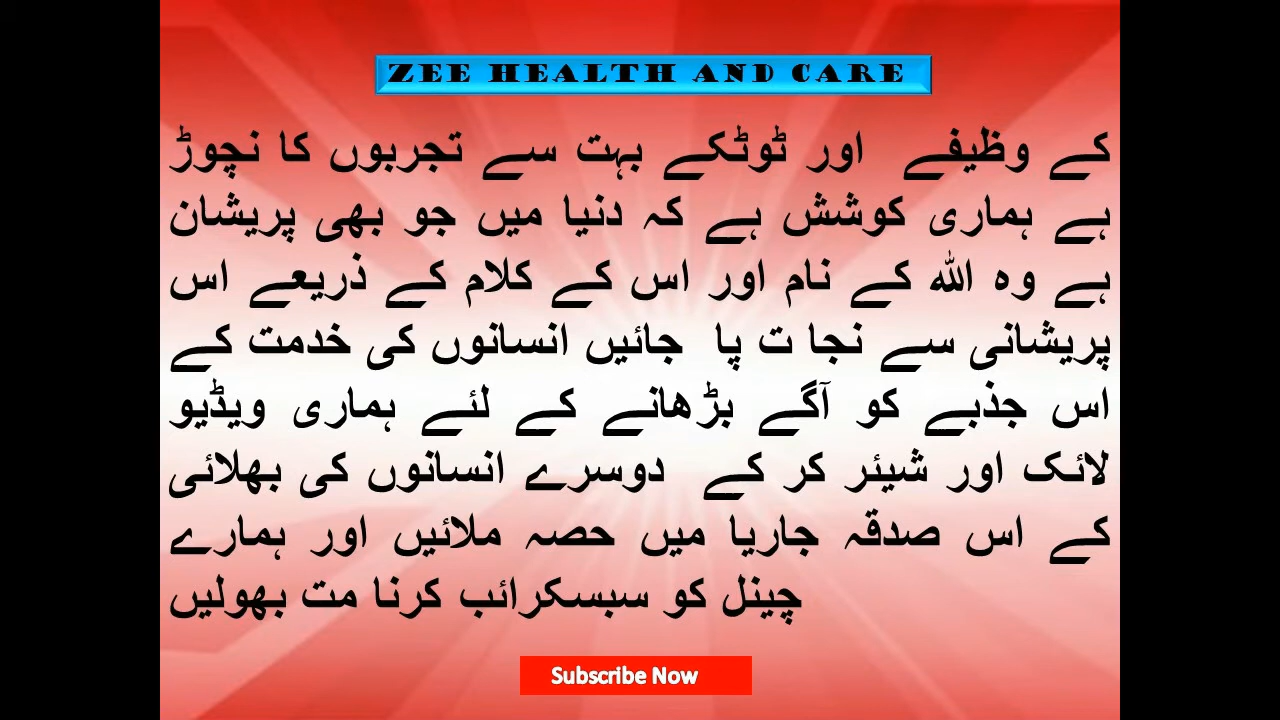 ZEE HEALTH AND CARE
کے وظیفے اور ٹوٹکے بہت سے تجربوں کا نچوڑ
ہے ہماری کوشش ہے کہ دنیا میں جو بھی پریشان
ہے وہ اللہ کے نام اور اس کے کلام کے ذریعے اس
پریشانی سے نجا ت پا جائیں انسانوں کی خدمت کے
اس جذبے کو آگے بڑھانے کے لئے ہماری ویڈیو
لائک اور شیئر کر کے دوسرے انسانوں کی بھلائی
کے اس صدقہ جاریا میں حصہ ملائیں اور ہمارے
چینل کو سبسکرائب کرنا مت بھولیں
Subscribe Now